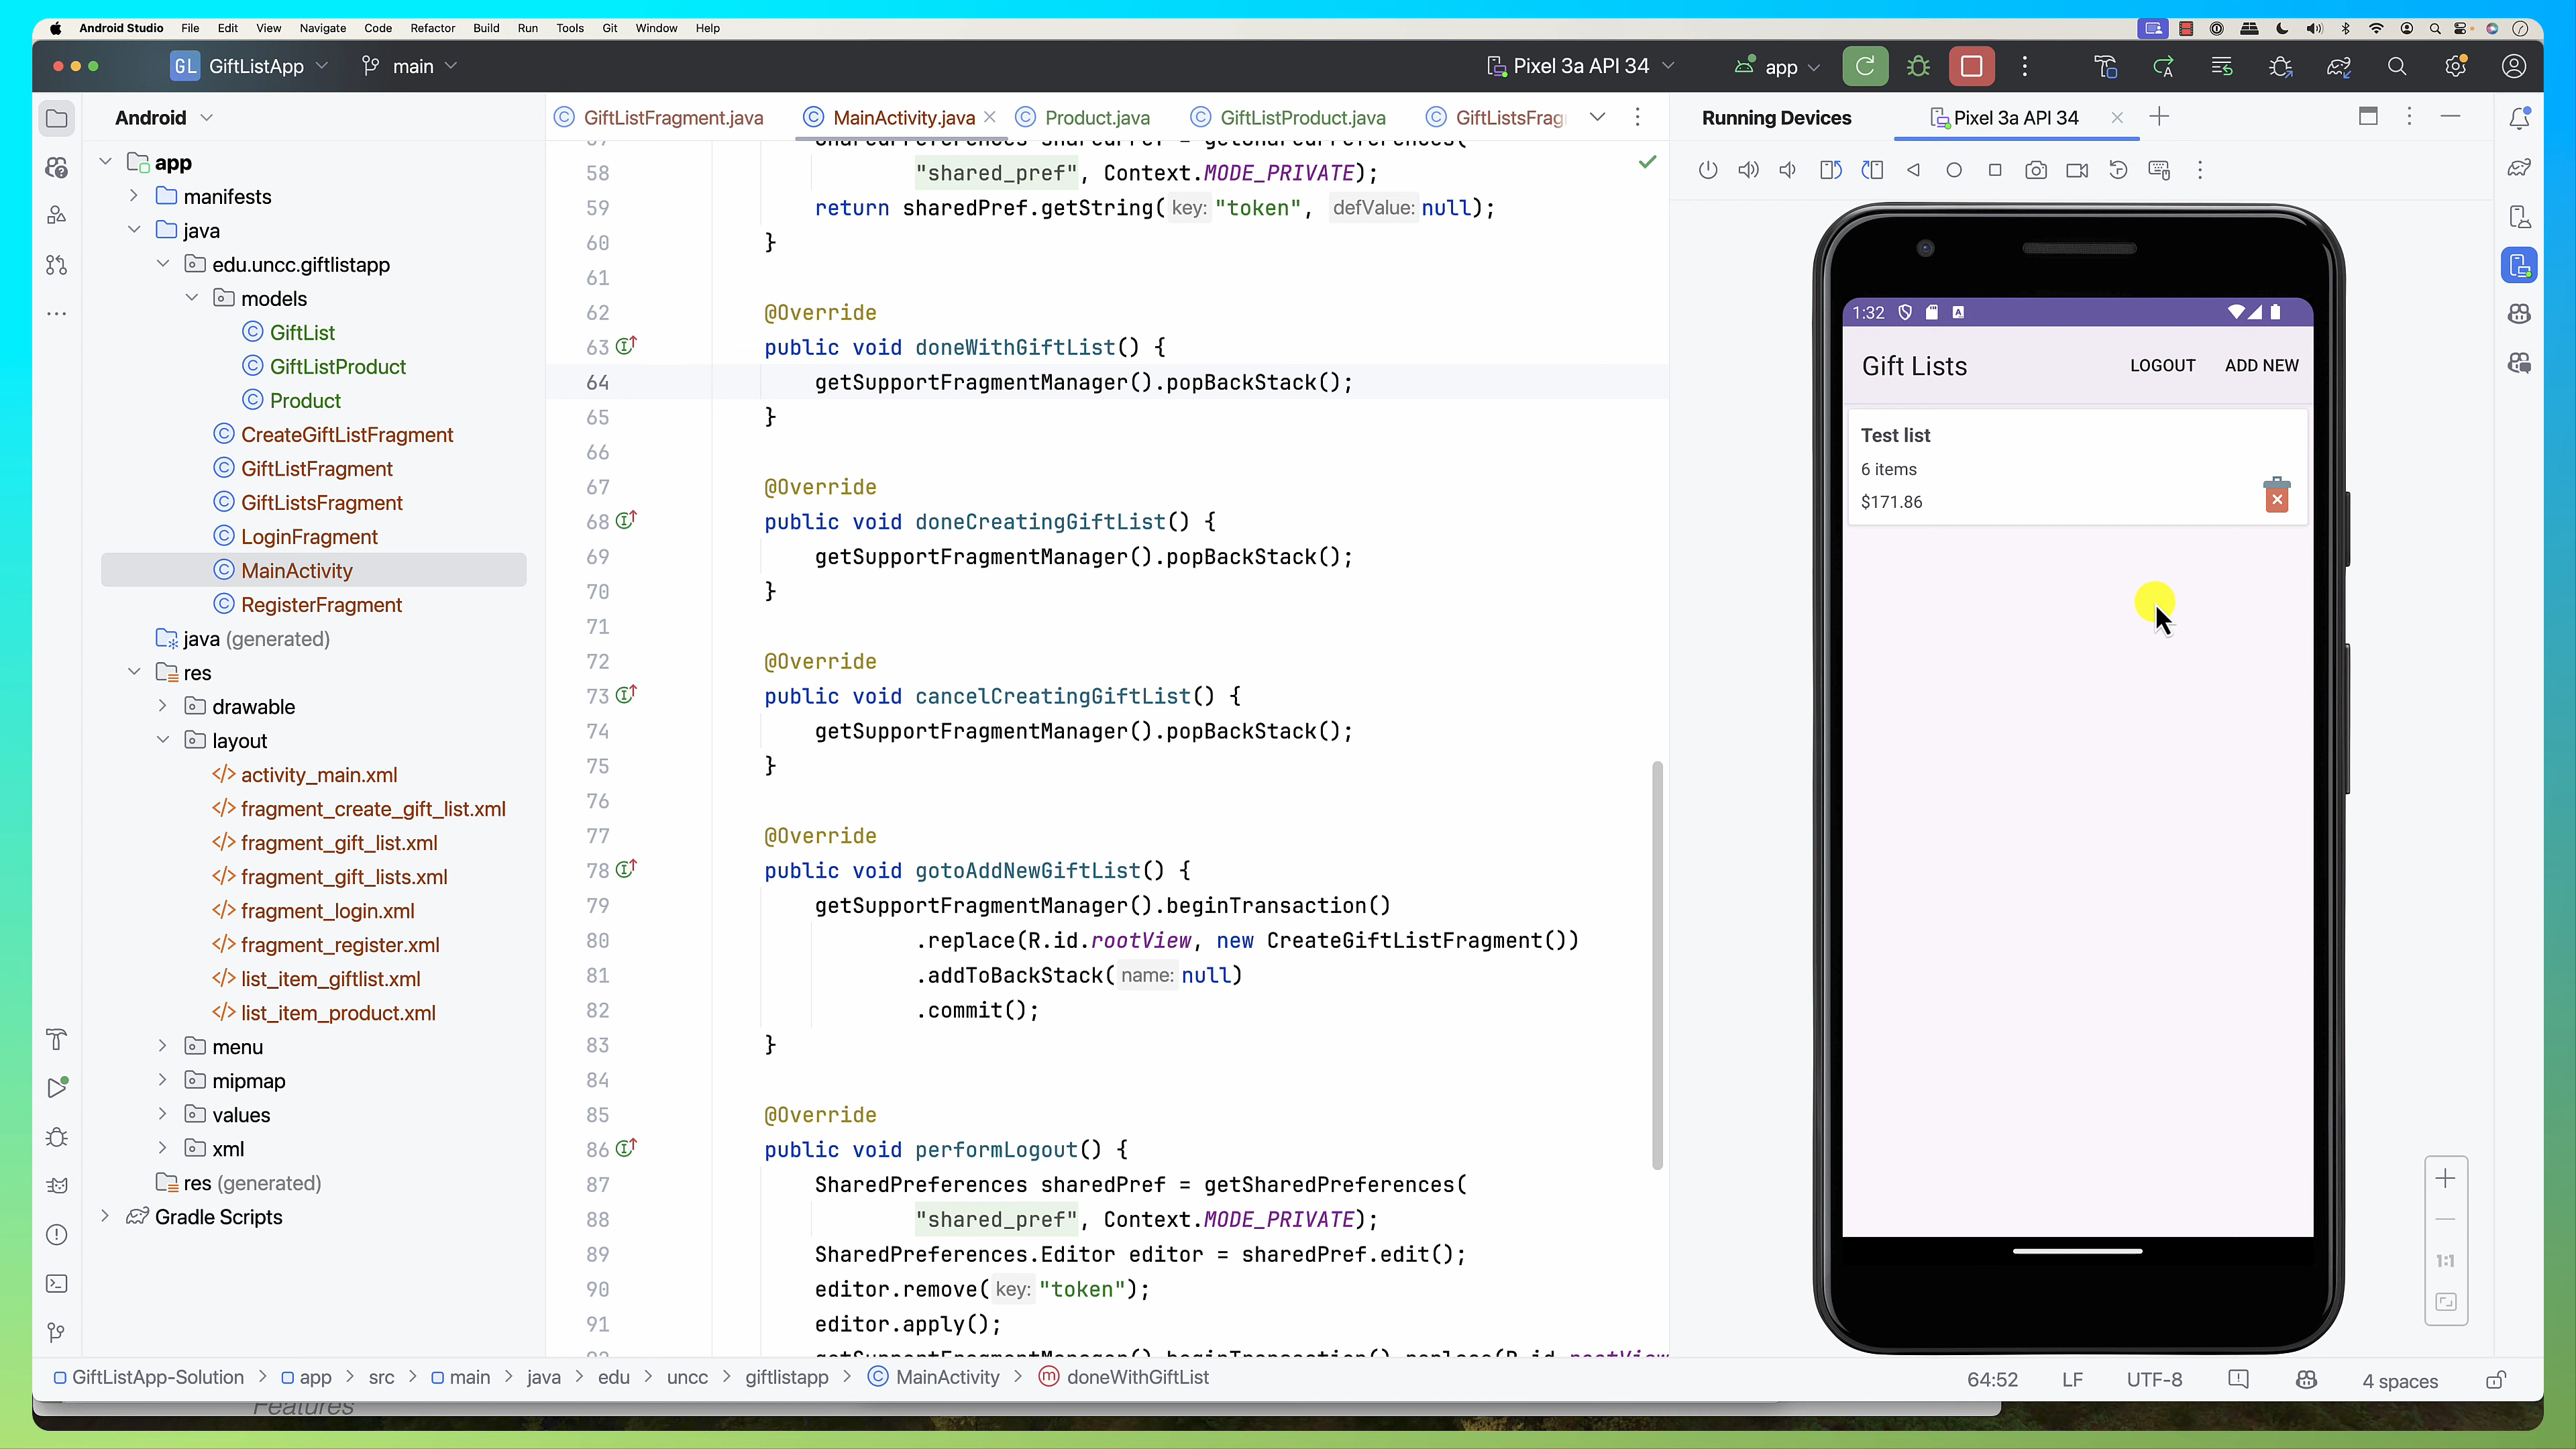 Android Studio File Edit View Navigate Code Refactor Build Run Tools Git Window Help
GL GiftListApp main Pixel 3a API 34 app
Android
app
manifests
java
edu.uncc.giftlistapp
models
GiftList
GiftListProduct
Product
CreateGiftListFragment
GiftListFragment
GiftListsFragment
LoginFragment
MainActivity
RegisterFragment
java (generated)
res
drawable
layout
activity_main.xml
fragment_create_gift_list.xml
fragment_gift_list.xml
fragment_gift_lists.xml
fragment_login.xml
fragment_register.xml
list_item_giftlist.xml
list_item_product.xml
menu
mipmap
values
xml
res (generated)
Gradle Scripts
GiftListFragment.java MainActivity.java Product.java GiftListProduct.java GiftListsFrag
58 "shared_pref", Context.MODE_PRIVATE);
59 return sharedPref.getString( key: "token", defValue: null);
60 }
61
62 @Override
63 public void doneWithGiftList() {
64 getSupportFragmentManager().popBackStack();
65 }
66
67 @Override
68 public void doneCreatingGiftList() {
69 getSupportFragmentManager().popBackStack();
70 }
71
72 @Override
73 public void cancelCreatingGiftList() {
74 getSupportFragmentManager().popBackStack();
75 }
76
77 @Override
78 public void gotoAddNewGiftList() {
79 getSupportFragmentManager().beginTransaction()
80 .replace(R.id.rootView, new CreateGiftListFragment())
81 .addToBackStack( name: null)
82 .commit();
83 }
84
85 @Override
86 public void performLogout() {
87 SharedPreferences sharedPref = getSharedPreferences(
88 "shared_pref", Context.MODE_PRIVATE);
89 SharedPreferences.Editor editor = sharedPref.edit();
90 editor.remove( key: "token");
91 editor.apply();
Running Devices Pixel 3a API 34
1:32
Gift Lists LOGOUT ADD NEW
Test list
6 items
$171.86
1:1
GiftListApp-Solution app src main java edu uncc giftlistapp MainActivity doneWithGiftList 64:52 LF UTF-8 4 spaces
Features